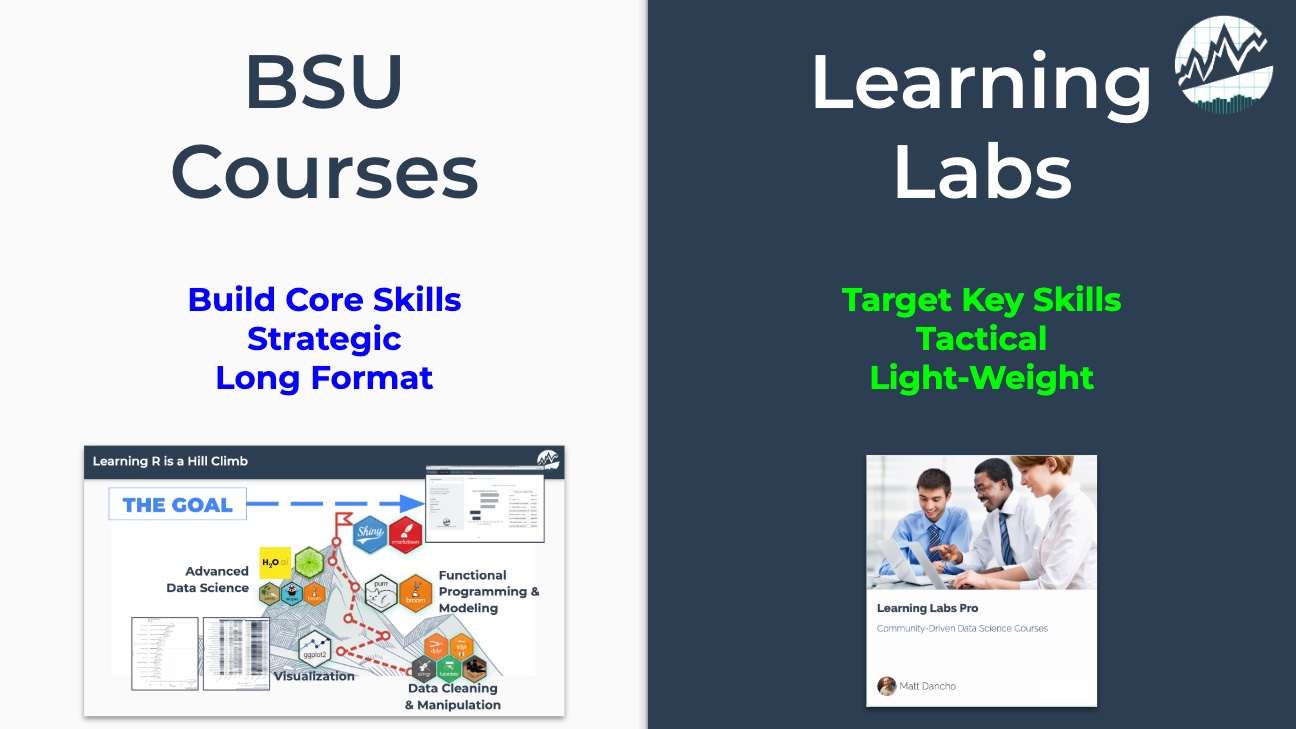 BSU
Courses
Build Core Skills
Strategic
Long Format
Learning R is a Hill Climb
THE GOAL
Shiny
rmarkdown
H2O.ai
Advanced
Data Science
purrr
broom
Functional
Programming &
Modeling
ggplot2
Visualization
dplyr
tidyr
stringr
lubridate
Data Cleaning
& Manipulation
Learning
Labs
Target Key Skills
Tactical
Light-Weight
Learning Labs Pro
Community-Driven Data Science Courses
Matt Dancho